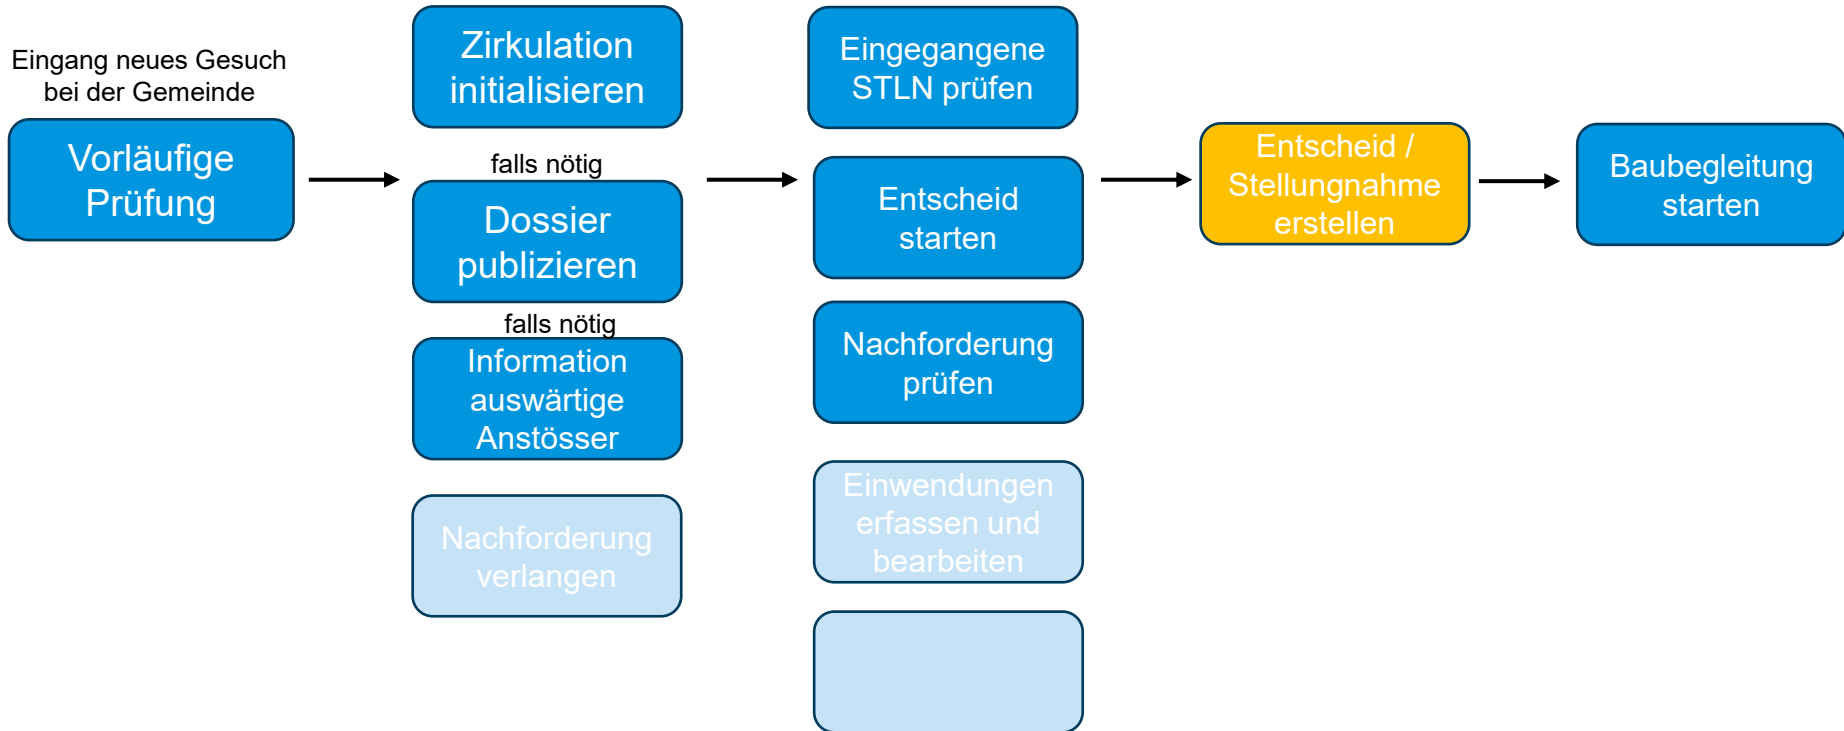 Eingang neues Gesuch
bei der Gemeinde
Vorläufige
Prüfung
Zirkulation
initialisieren
falls nötig
Dossier
publizieren
falls nötig
Information
auswärtige
Anstösser
Nachforderung
verlangen
Eingegangene
STLN prüfen
Entscheid
starten
Nachforderung
prüfen
Einwendungen
erfassen und
bearbeiten
Entscheid /
Stellungnahme
erstellen
Baubegleitung
starten